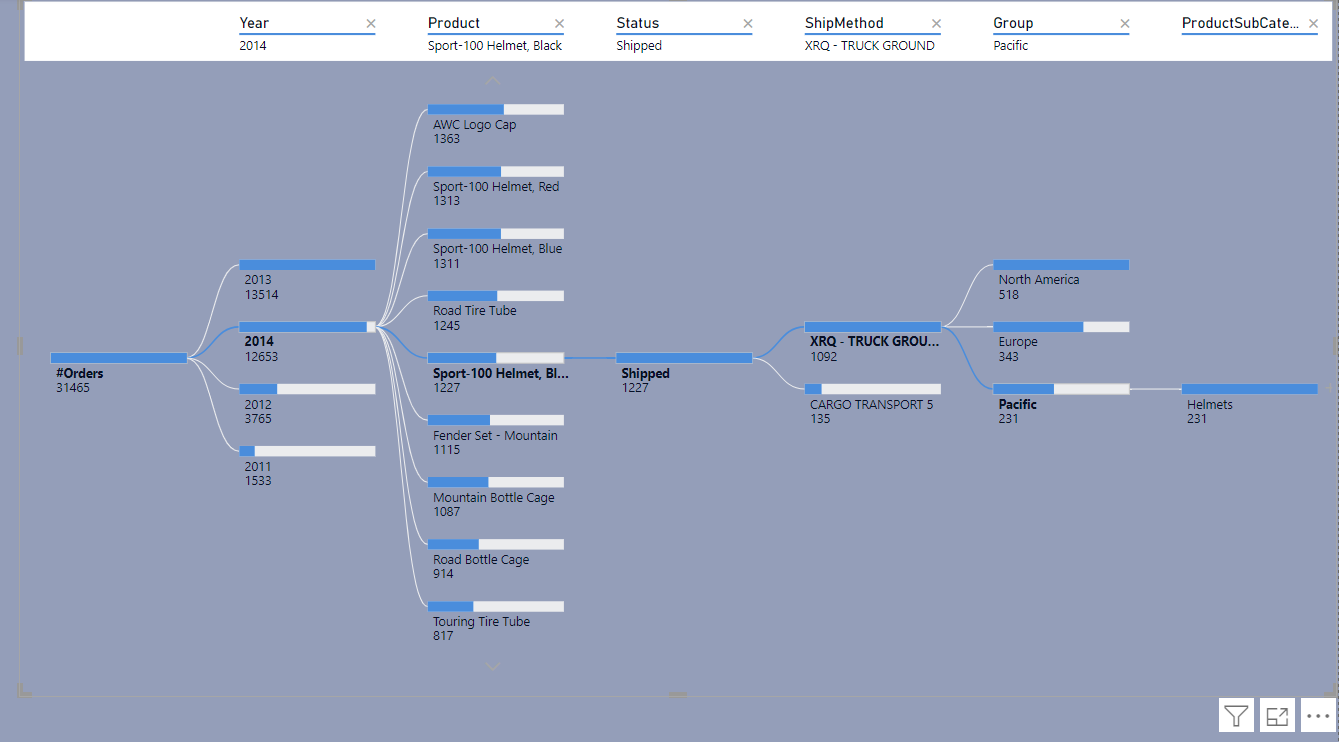 Year
Product
Status
ShipMethod
Group
ProductSubCate...
2014
Sport-100 Helmet, Black
Shipped
XRQ - TRUCK GROUND
Pacific
#Orders
31465
2013
13514
2014
12653
2012
3765
2011
1533
AWC Logo Cap
1363
Sport-100 Helmet, Red
1313
Sport-100 Helmet, Blue
1311
Road Tire Tube
1245
Sport-100 Helmet, Bl...
1227
Fender Set - Mountain
1115
Mountain Bottle Cage
1087
Road Bottle Cage
914
Touring Tire Tube
817
Shipped
1227
XRQ - TRUCK GROU...
1092
CARGO TRANSPORT 5
135
North America
518
Europe
343
Pacific
231
Helmets
231